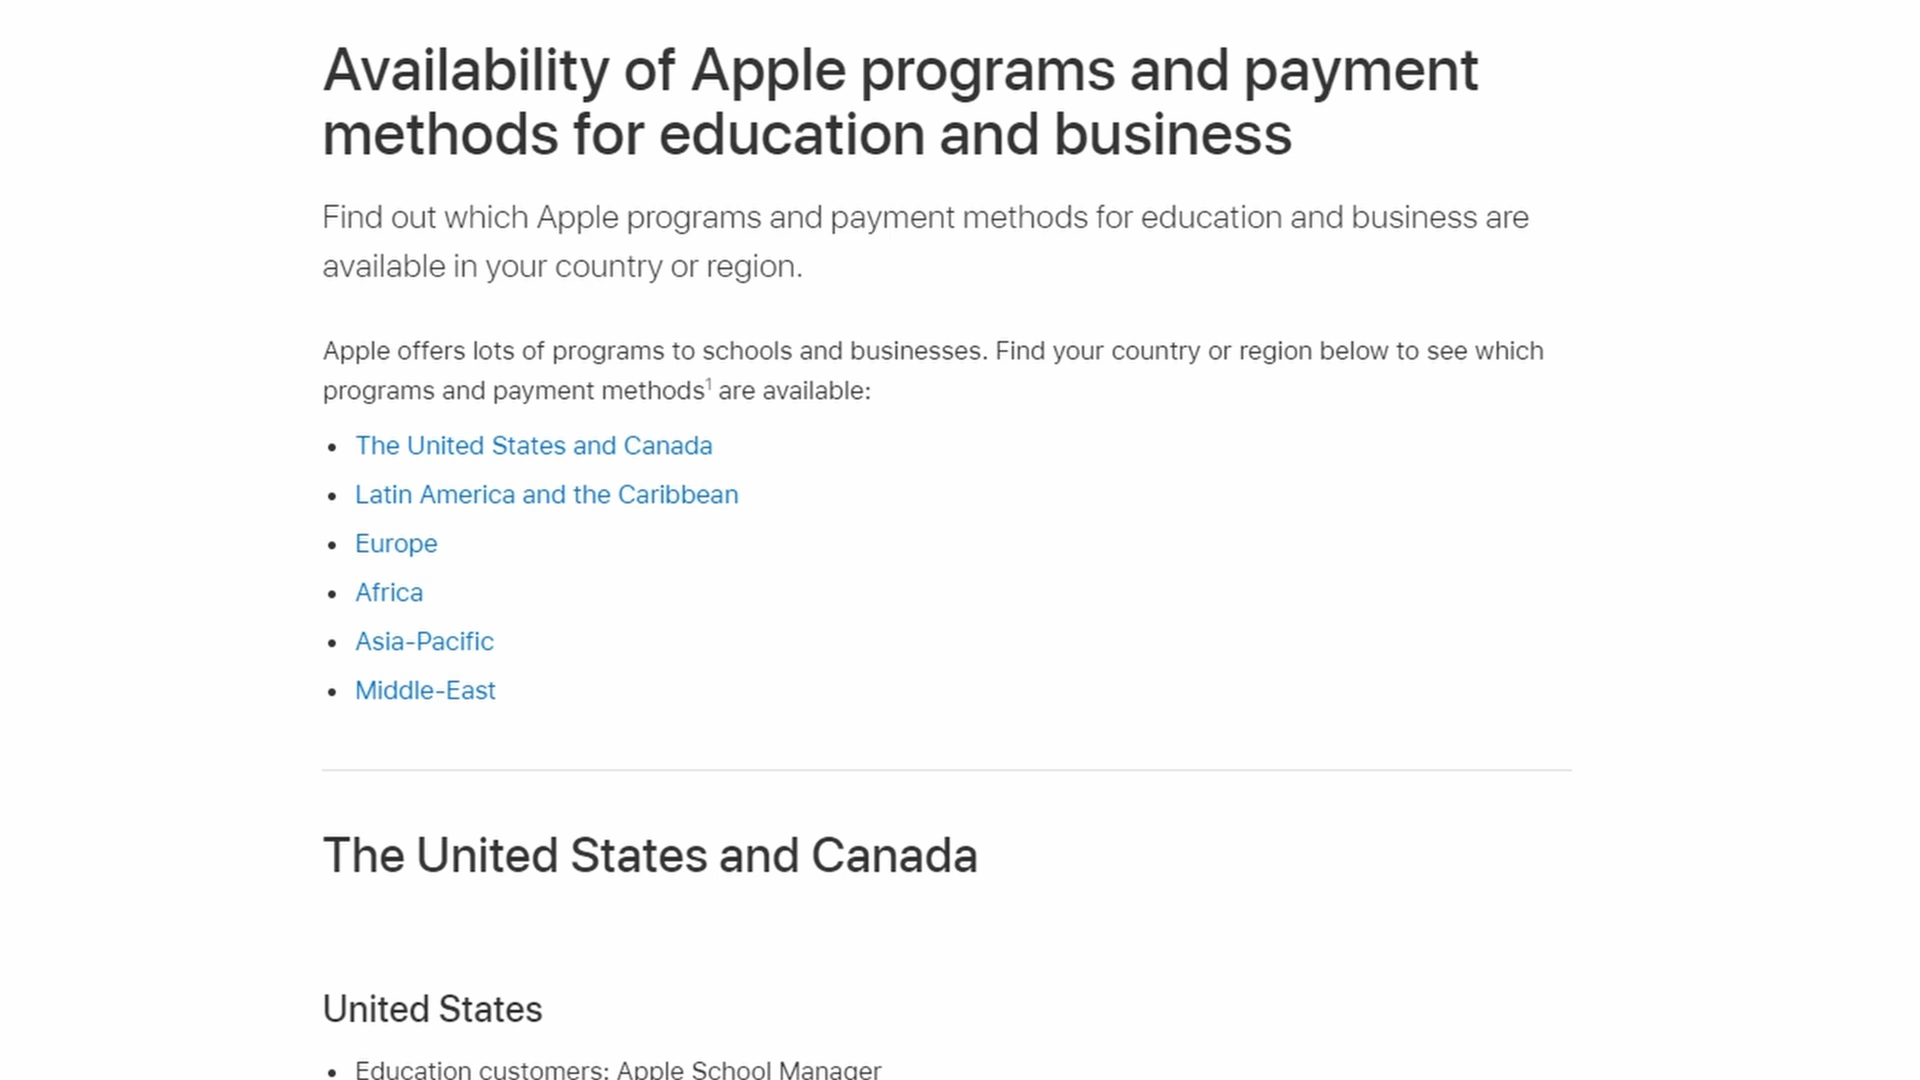 Availability of Apple programs and payment
methods for education and business
Find out which Apple programs and payment methods for education and business are
available in your country or region.
Apple offers lots of programs to schools and businesses. Find your country or region below to see which
programs and payment methods¹ are available:
• The United States and Canada
• Latin America and the Caribbean
• Europe
• Africa
• Asia-Pacific
• Middle-East
The United States and Canada
United States
• Education customers: Apple School Manager